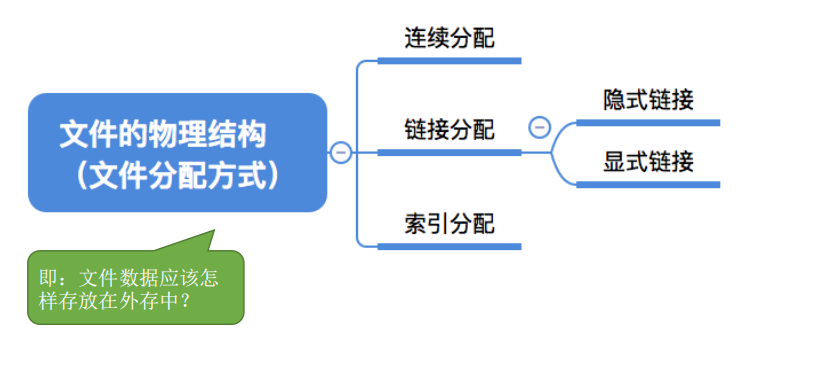 文件的物理结构
（文件分配方式）
连续分配
链接分配
隐式链接
显式链接
索引分配
即：文件数据应该怎
样存放在外存中？